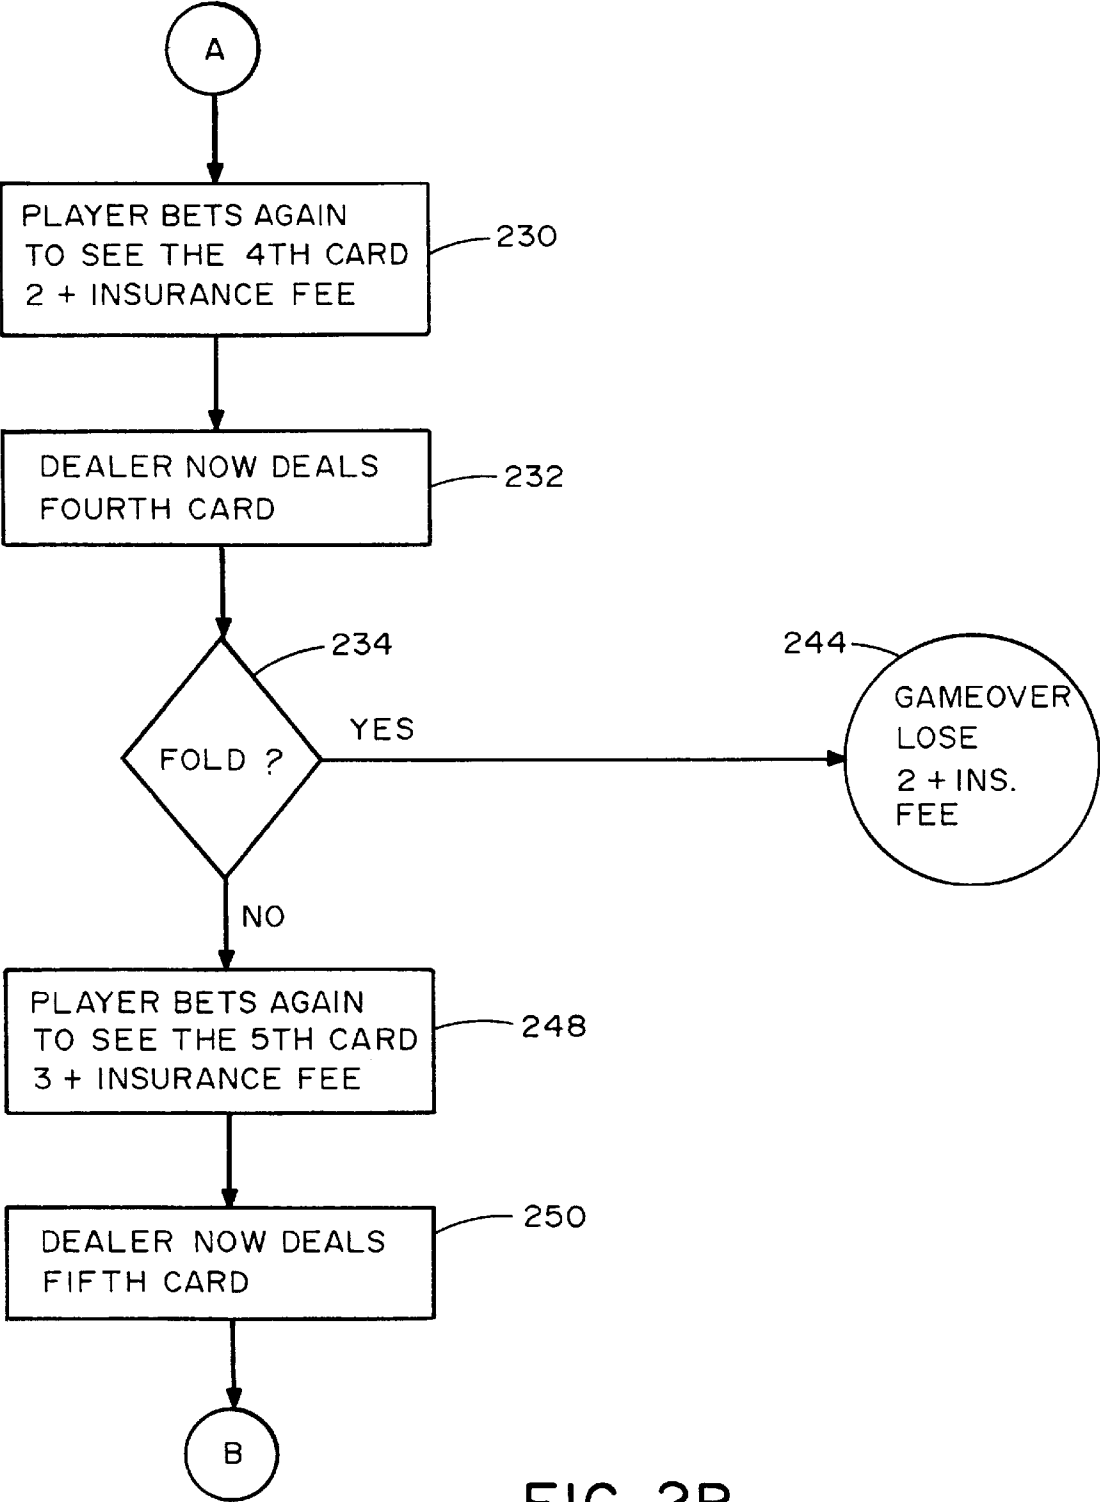 A
PLAYER BETS AGAIN
TO SEE THE 4TH CARD
2 + INSURANCE FEE
230
DEALER NOW DEALS
FOURTH CARD
232
234
FOLD ?
YES
244
GAMEOVER
LOSE
2 + INS.
FEE
NO
PLAYER BETS AGAIN
TO SEE THE 5TH CARD
3 + INSURANCE FEE
248
DEALER NOW DEALS
FIFTH CARD
250
B